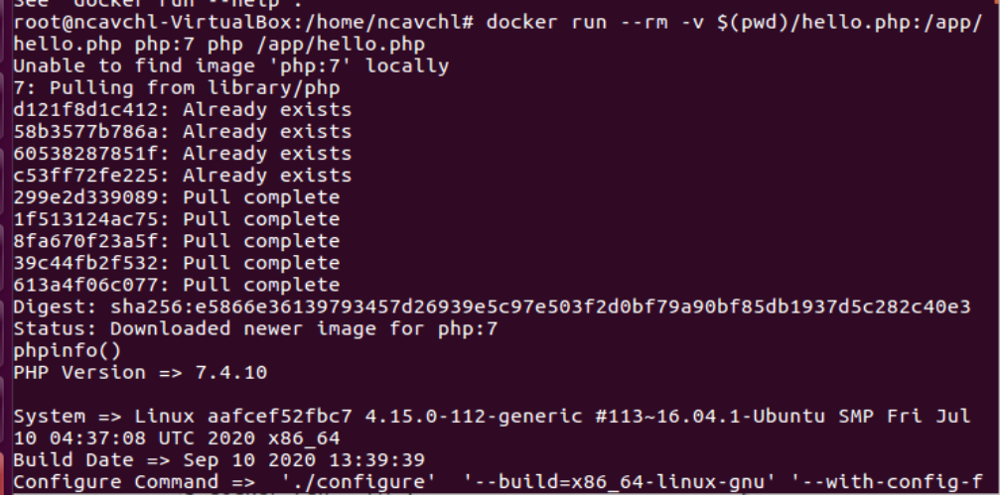 See 'docker run --help'.
root@ncavchl-VirtualBox:/home/ncavchl# docker run --rm -v $(pwd)/hello.php:/app/
hello.php php:7 php /app/hello.php
Unable to find image 'php:7' locally
7: Pulling from library/php
d121f8d1c412: Already exists
58b3577b786a: Already exists
60538287851f: Already exists
c53ff72fe225: Already exists
299e2d339089: Pull complete
1f513124ac75: Pull complete
8fa670f23a5f: Pull complete
39c44fb2f532: Pull complete
613a4f06c077: Pull complete
Digest: sha256:e5866e36139793457d26939e5c97e503f2d0bf79a90bf85db1937d5c282c40e3
Status: Downloaded newer image for php:7
phpinfo()
PHP Version => 7.4.10
System => Linux aafcef52fbc7 4.15.0-112-generic #113~16.04.1-Ubuntu SMP Fri Jul
10 04:37:08 UTC 2020 x86_64
Build Date => Sep 10 2020 13:39:39
Configure Command =>  './configure'  '--build=x86_64-linux-gnu' '--with-config-f